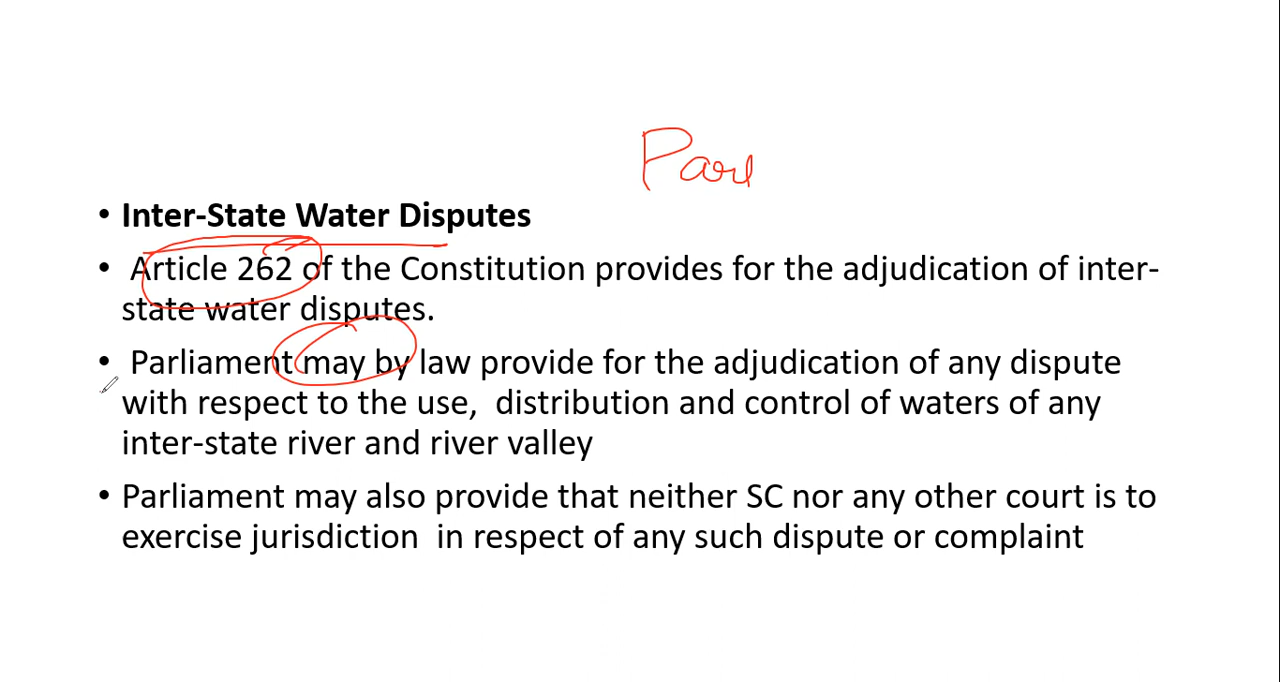 Parl
• Inter-State Water Disputes
• Article 262 of the Constitution provides for the adjudication of inter-
state water disputes.
• Parliament may by law provide for the adjudication of any dispute
with respect to the use, distribution and control of waters of any
inter-state river and river valley
• Parliament may also provide that neither SC nor any other court is to
exercise jurisdiction in respect of any such dispute or complaint